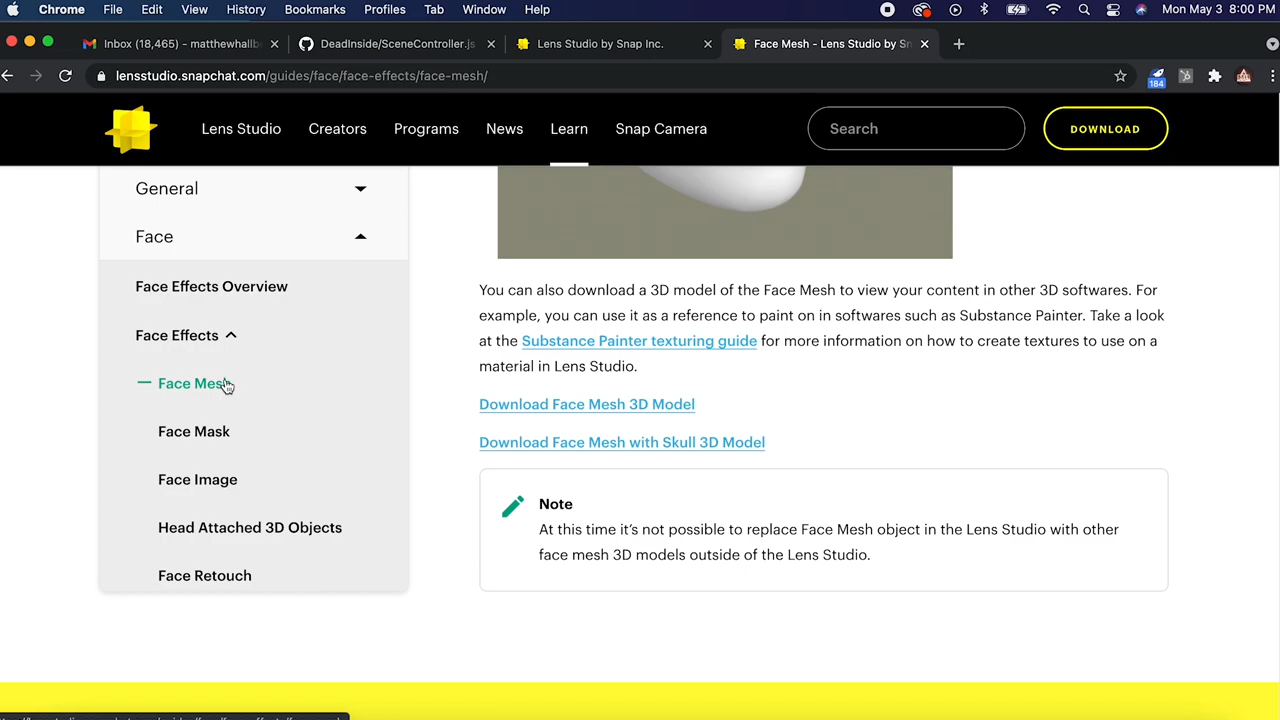 Chrome File Edit View History Bookmarks Profiles Tab Window Help Mon May 3 8:00 PM
Inbox (18,465) - matthewhallb DeadInside/SceneController.js Lens Studio by Snap Inc. Face Mesh - Lens Studio by Sn
lensstudio.snapchat.com/guides/face/face-effects/face-mesh/
184
Lens Studio Creators Programs News Learn Snap Camera Search DOWNLOAD
General
Face
Face Effects Overview
Face Effects
Face Mesh
Face Mask
Face Image
Head Attached 3D Objects
Face Retouch
You can also download a 3D model of the Face Mesh to view your content in other 3D softwares. For
example, you can use it as a reference to paint on in softwares such as Substance Painter. Take a look
at the Substance Painter texturing guide for more information on how to create textures to use on a
material in Lens Studio.
Download Face Mesh 3D Model
Download Face Mesh with Skull 3D Model
Note
At this time it's not possible to replace Face Mesh object in the Lens Studio with other
face mesh 3D models outside of the Lens Studio.